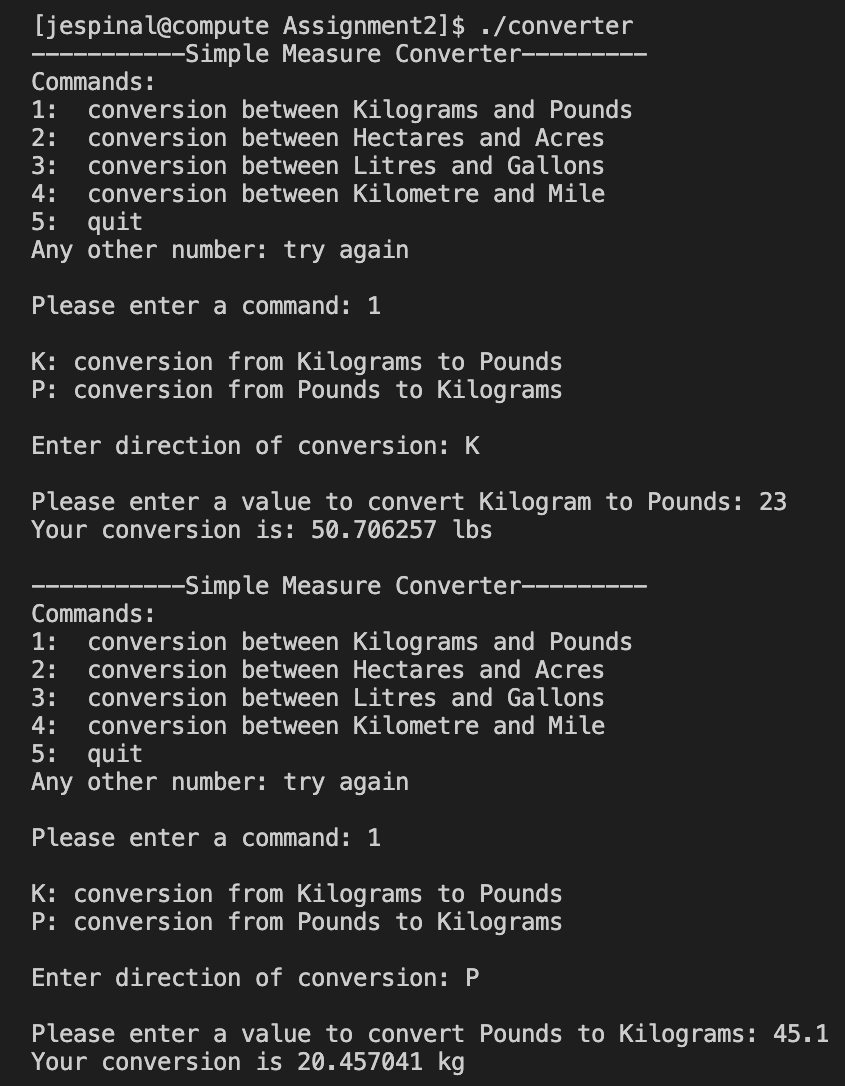 [jespinal@compute Assignment2]$ ./converter
-----------Simple Measure Converter---------
Commands:
1:  conversion between Kilograms and Pounds
2:  conversion between Hectares and Acres
3:  conversion between Litres and Gallons
4:  conversion between Kilometre and Mile
5:  quit
Any other number: try again
Please enter a command: 1
K: conversion from Kilograms to Pounds
P: conversion from Pounds to Kilograms
Enter direction of conversion: K
Please enter a value to convert Kilogram to Pounds: 23
Your conversion is: 50.706257 lbs
-----------Simple Measure Converter---------
Commands:
1:  conversion between Kilograms and Pounds
2:  conversion between Hectares and Acres
3:  conversion between Litres and Gallons
4:  conversion between Kilometre and Mile
5:  quit
Any other number: try again
Please enter a command: 1
K: conversion from Kilograms to Pounds
P: conversion from Pounds to Kilograms
Enter direction of conversion: P
Please enter a value to convert Pounds to Kilograms: 45.1
Your conversion is 20.457041 kg